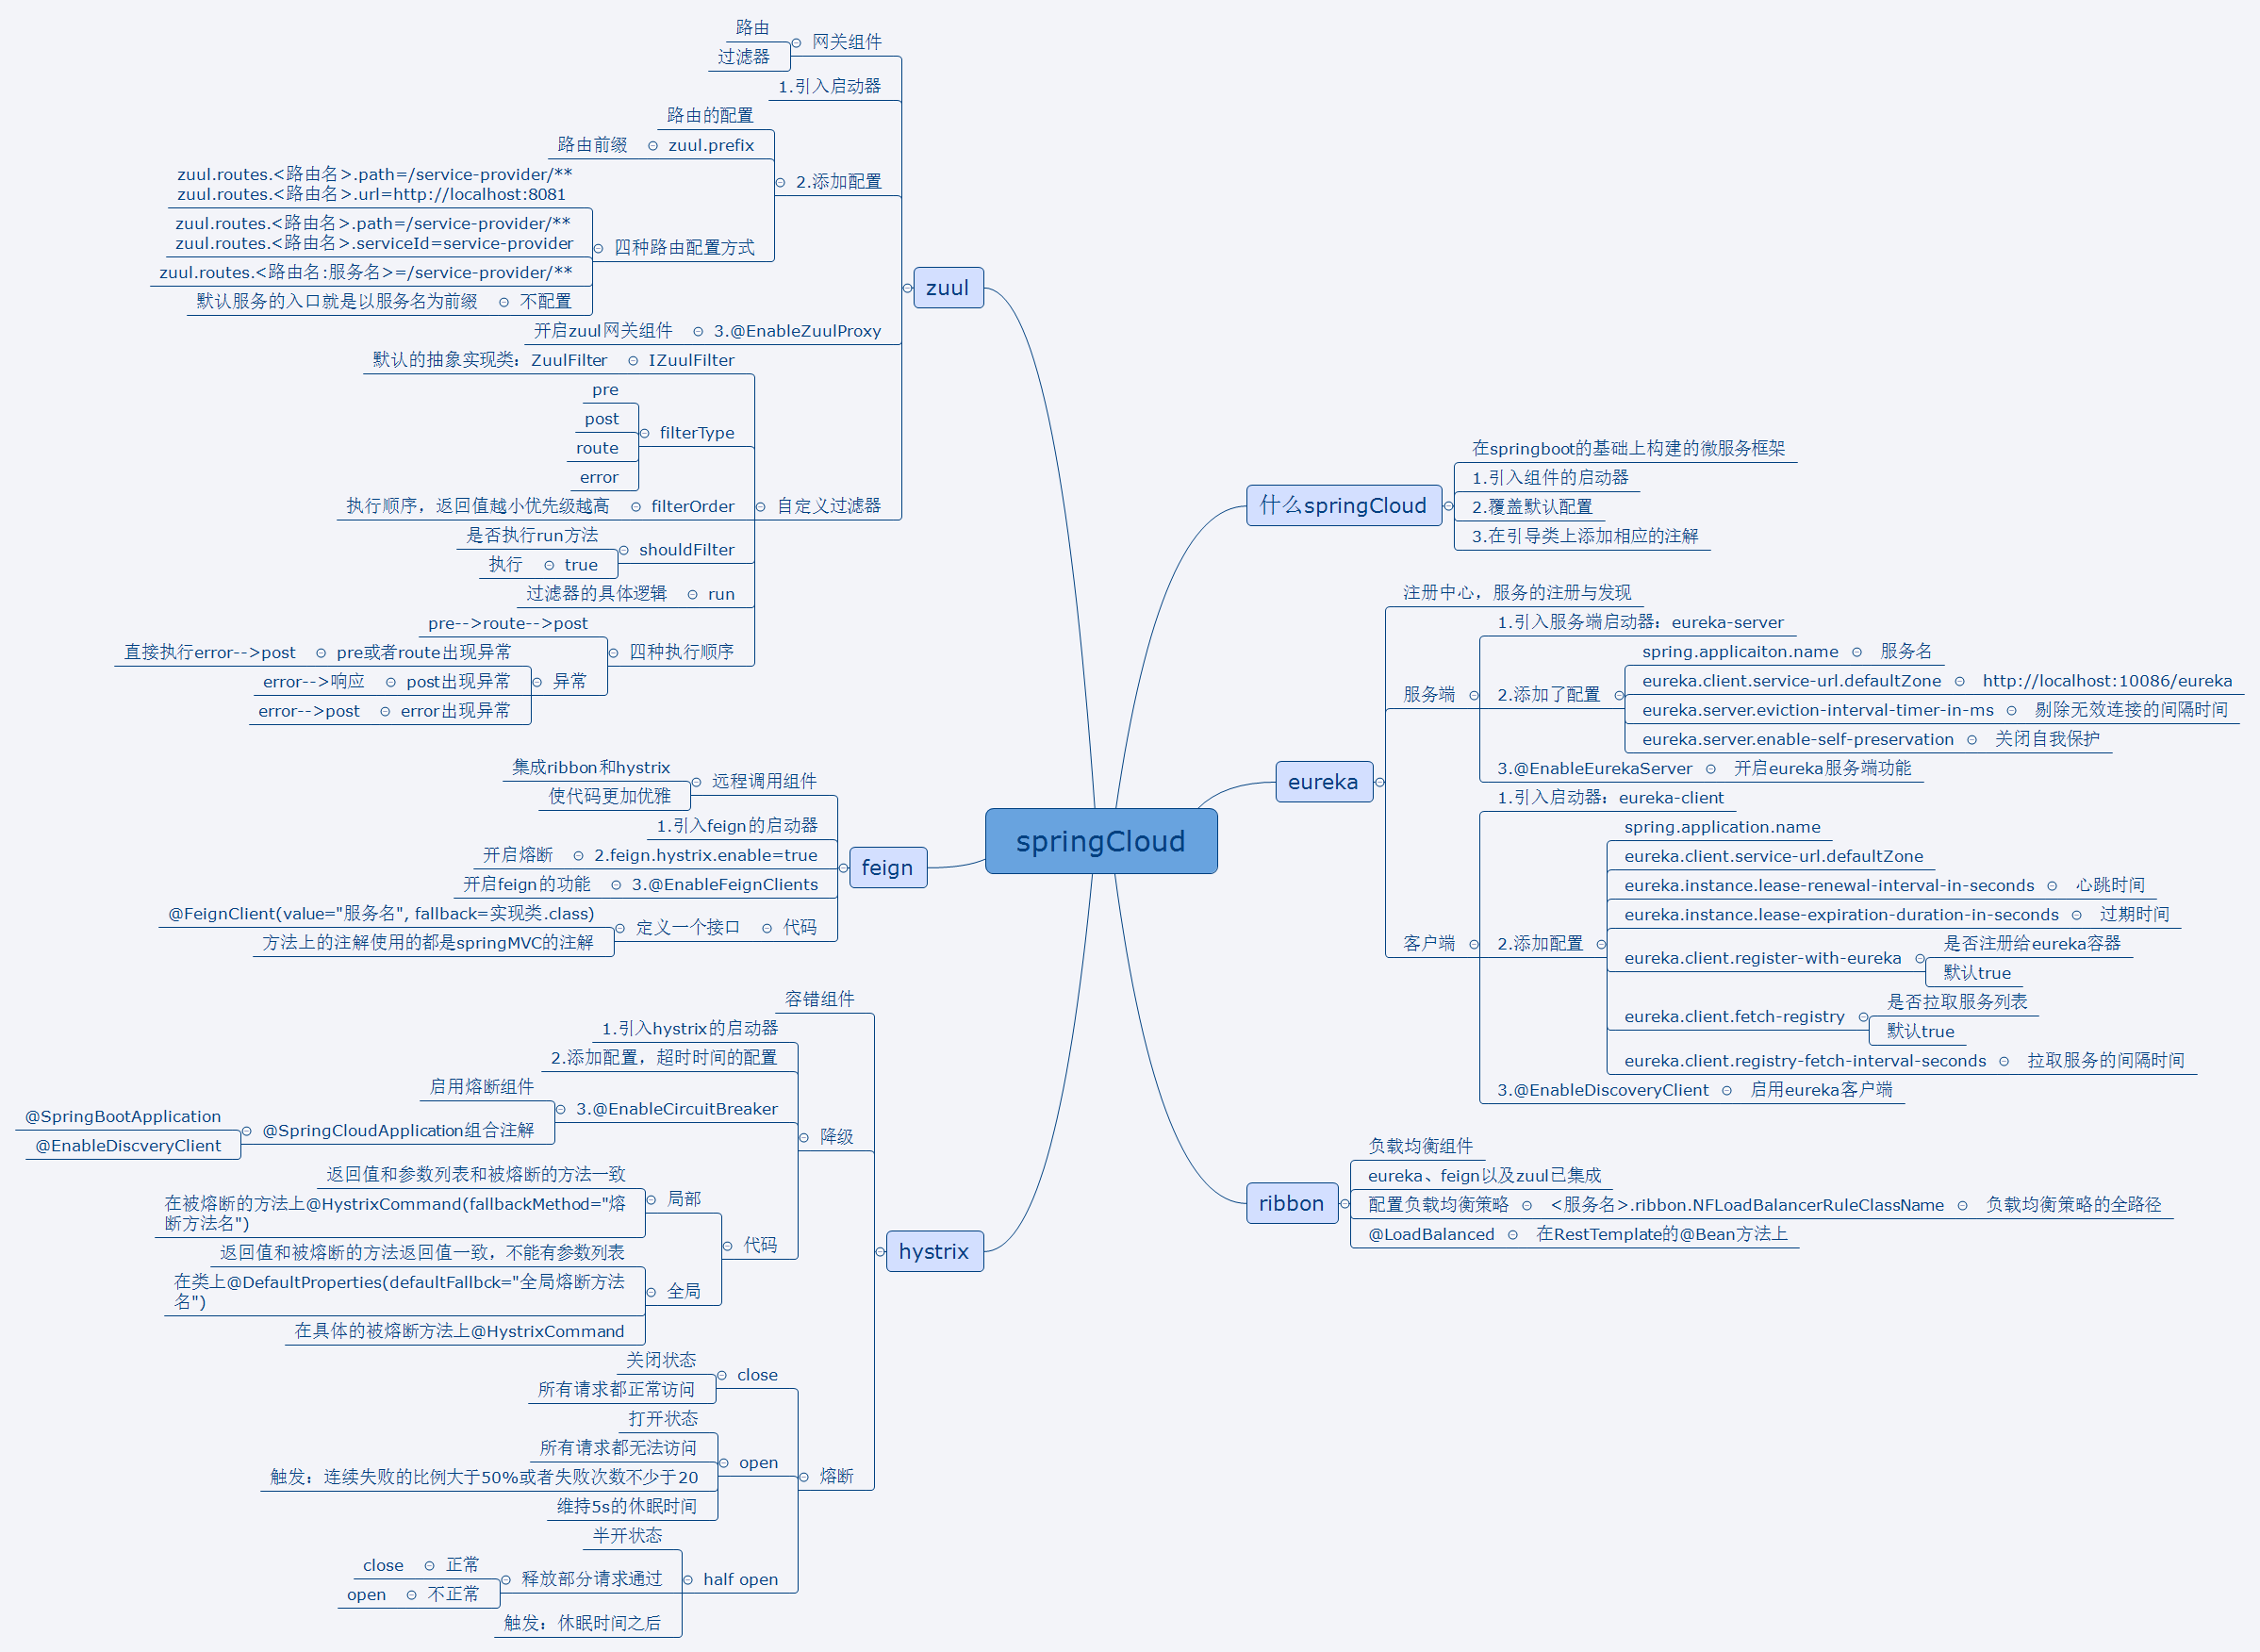 springCloud
什么springCloud
在springboot的基础上构建的微服务框架
1.引入组件的启动器
2.覆盖默认配置
3.在引导类上添加相应的注解
eureka
注册中心，服务的注册与发现
服务端
1.引入服务端启动器：eureka-server
2.添加了配置
spring.applicaiton.name
服务名
eureka.client.service-url.defaultZone
http://localhost:10086/eureka
eureka.server.eviction-interval-timer-in-ms
剔除无效连接的间隔时间
eureka.server.enable-self-preservation
关闭自我保护
3.@EnableEurekaServer
开启eureka服务端功能
客户端
1.引入启动器：eureka-client
2.添加配置
spring.application.name
eureka.client.service-url.defaultZone
eureka.instance.lease-renewal-interval-in-seconds
心跳时间
eureka.instance.lease-expiration-duration-in-seconds
过期时间
eureka.client.register-with-eureka
是否注册给eureka容器
默认true
eureka.client.fetch-registry
是否拉取服务列表
默认true
eureka.client.registry-fetch-interval-seconds
拉取服务的间隔时间
3.@EnableDiscoveryClient
启用eureka客户端
ribbon
负载均衡组件
eureka、feign以及zuul已集成
配置负载均衡策略
<服务名>.ribbon.NFLoadBalancerRuleClassName
负载均衡策略的全路径
@LoadBalanced
在RestTemplate的@Bean方法上
zuul
网关组件
路由
过滤器
1.引入启动器
2.添加配置
路由的配置
zuul.prefix
路由前缀
四种路由配置方式
zuul.routes.<路由名>.path=/service-provider/**
zuul.routes.<路由名>.url=http://localhost:8081
zuul.routes.<路由名>.path=/service-provider/**
zuul.routes.<路由名>.serviceId=service-provider
zuul.routes.<路由名:服务名>=/service-provider/**
不配置
默认服务的入口就是以服务名为前缀
3.@EnableZuulProxy
开启zuul网关组件
自定义过滤器
IZuulFilter
默认的抽象实现类：ZuulFilter
filterType
pre
post
route
error
filterOrder
执行顺序，返回值越小优先级越高
shouldFilter
是否执行run方法
true
执行
run
过滤器的具体逻辑
四种执行顺序
pre-->route-->post
异常
pre或者route出现异常
直接执行error-->post
post出现异常
error-->响应
error出现异常
error-->post
feign
远程调用组件
集成ribbon和hystrix
使代码更加优雅
1.引入feign的启动器
2.feign.hystrix.enable=true
开启熔断
3.@EnableFeignClients
开启feign的功能
代码
定义一个接口
@FeignClient(value="服务名", fallback=实现类.class)
方法上的注解使用的都是springMVC的注解
hystrix
容错组件
降级
1.引入hystrix的启动器
2.添加配置，超时时间的配置
3.@EnableCircuitBreaker
启用熔断组件
@SpringCloudApplication组合注解
@SpringBootApplication
@EnableDiscveryClient
代码
局部
返回值和参数列表和被熔断的方法一致
在被熔断的方法上@HystrixCommand(fallbackMethod="熔
断方法名")
全局
返回值和被熔断的方法返回值一致，不能有参数列表
在类上@DefaultProperties(defaultFallbck="全局熔断方法
名")
在具体的被熔断方法上@HystrixCommand
熔断
close
关闭状态
所有请求都正常访问
open
打开状态
所有请求都无法访问
触发：连续失败的比例大于50%或者失败次数不少于20
维持5s的休眠时间
half open
半开状态
释放部分请求通过
正常
close
不正常
open
触发：休眠时间之后